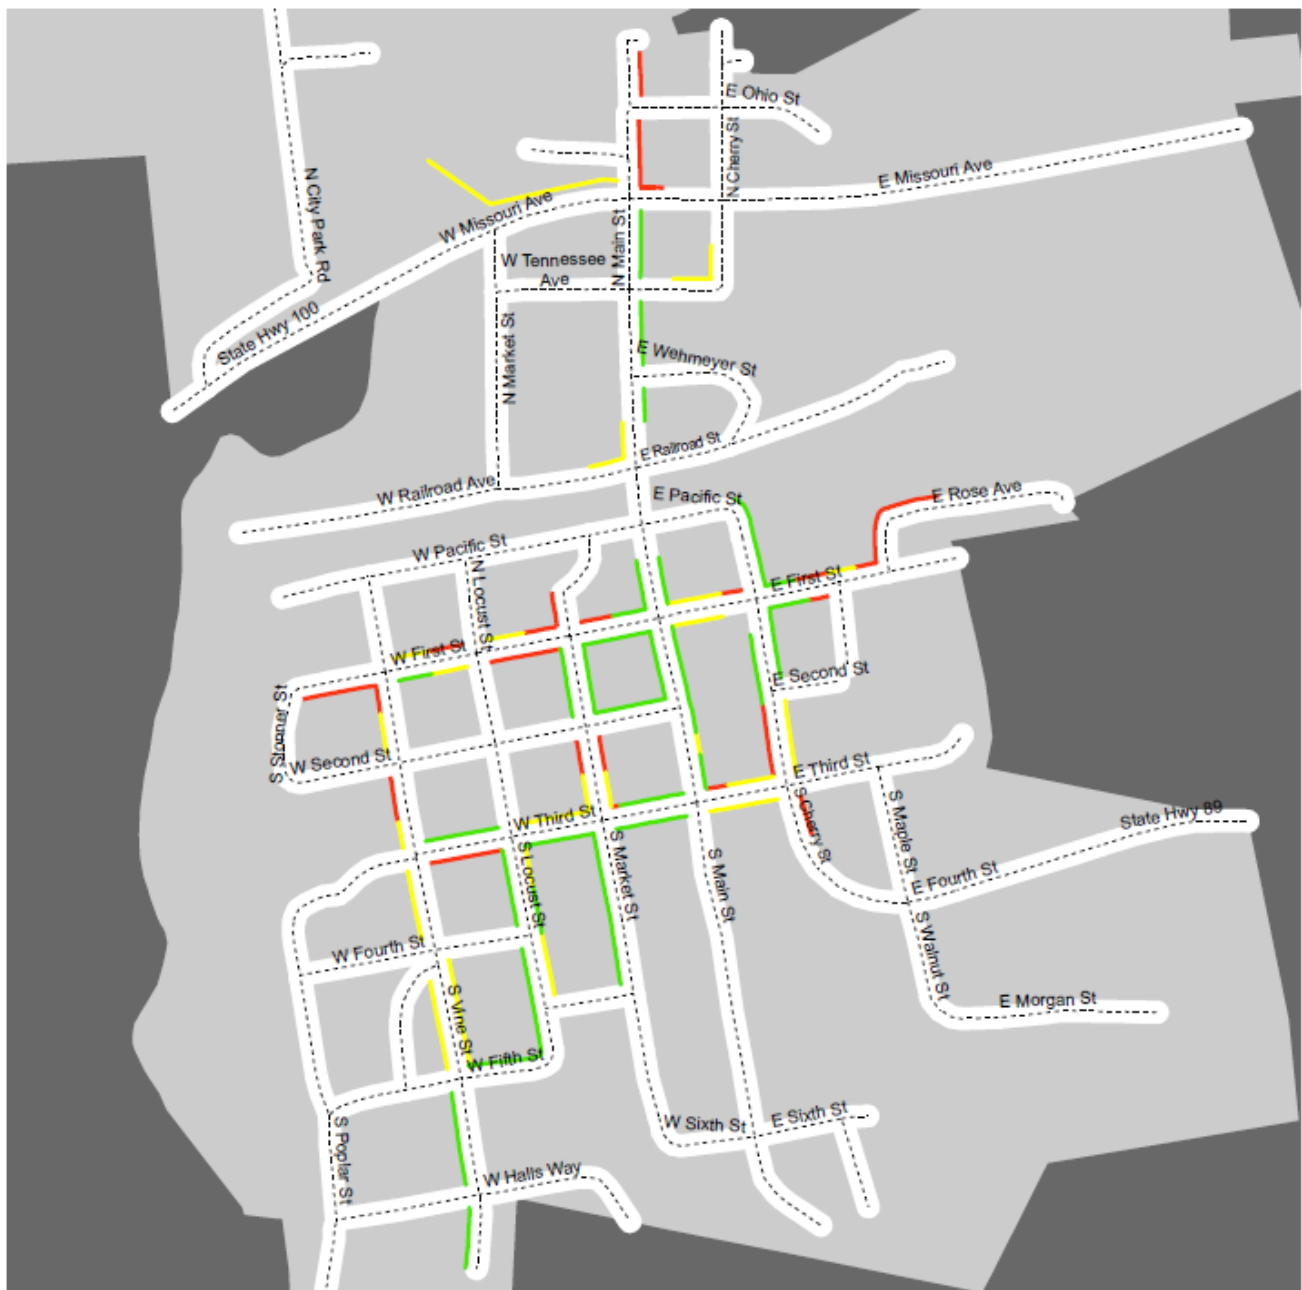 E Ohio St
N Cherry St
E Missouri Ave
N City Park Rd
W Missouri Ave
N Main St
W Tennessee
Ave
State Hwy 100
N Market St
E Wehmeyer St
E Railroad St
W Railroad Ave
E Pacific St
E Rose Ave
W Pacific St
N Locust St
E First St
W First St
E Second St
S Stonner St
W Second St
E Third St
S Cherry St
S Maple St
State Hwy 89
W Third St
S Locust St
S Market St
S Main St
E Fourth St
W Fourth St
S Walnut St
S Vine St
E Morgan St
W Fifth St
W Sixth St
E Sixth St
S Poplar St
W Halls Way